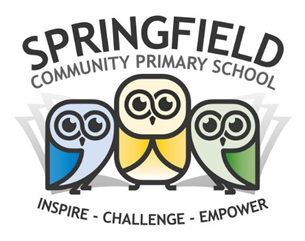 SPRINGFIELD
COMMUNITY PRIMARY SCHOOL
INSPIRE - CHALLENGE - EMPOWER